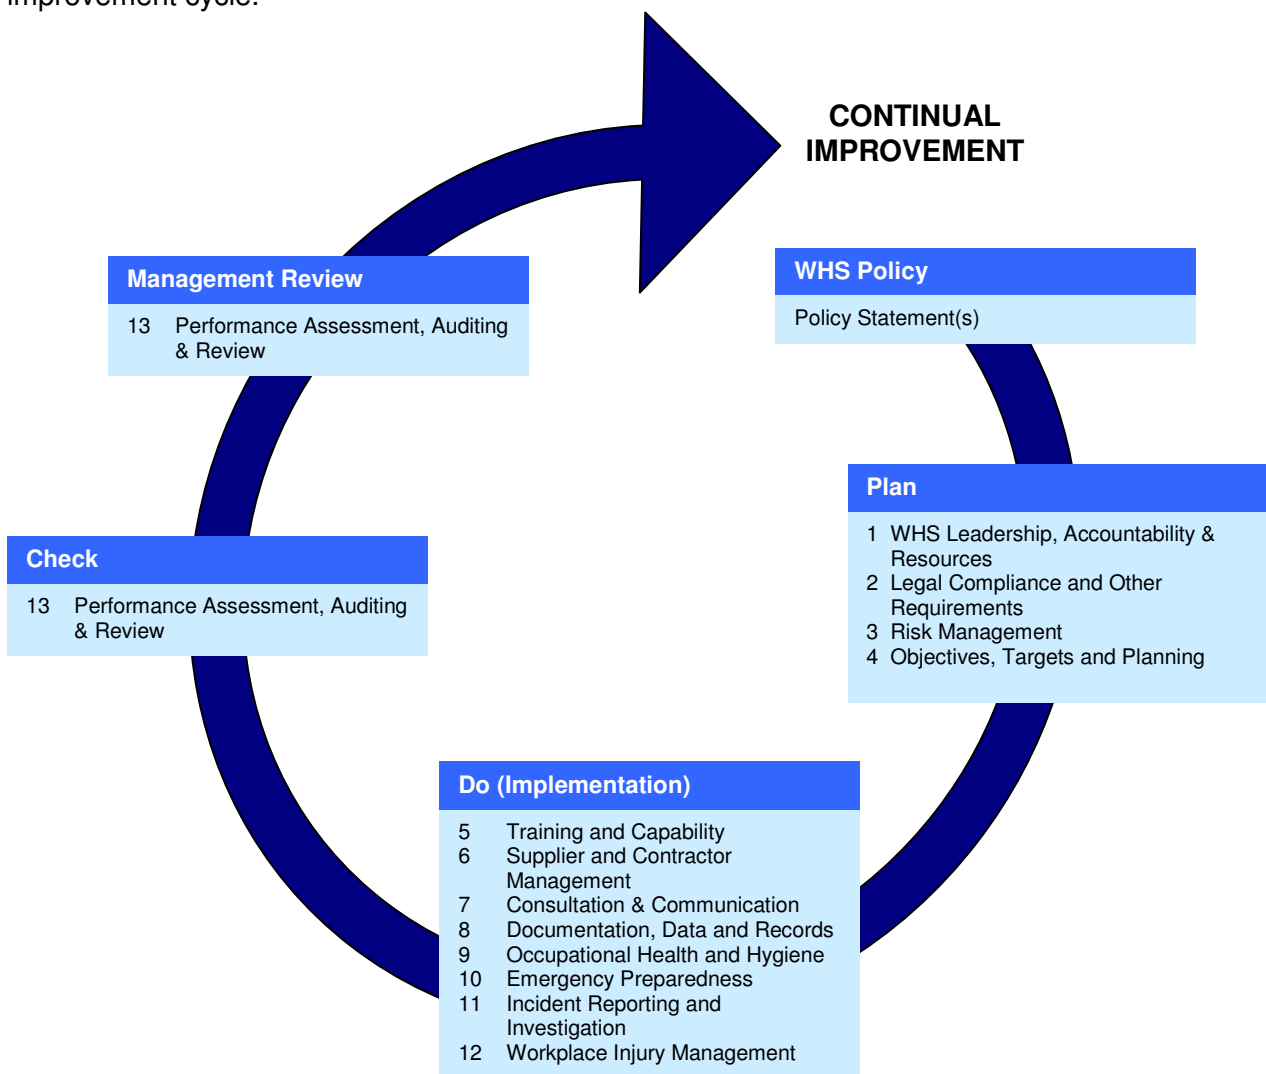 improvement cycle.
CONTINUAL
IMPROVEMENT
WHS Policy
Policy Statement(s)
Plan
1 WHS Leadership, Accountability &
Resources
2 Legal Compliance and Other
Requirements
3 Risk Management
4 Objectives, Targets and Planning
Do (Implementation)
5 Training and Capability
6 Supplier and Contractor
Management
7 Consultation & Communication
8 Documentation, Data and Records
9 Occupational Health and Hygiene
10 Emergency Preparedness
11 Incident Reporting and
Investigation
12 Workplace Injury Management
Check
13 Performance Assessment, Auditing
& Review
Management Review
13 Performance Assessment, Auditing
& Review